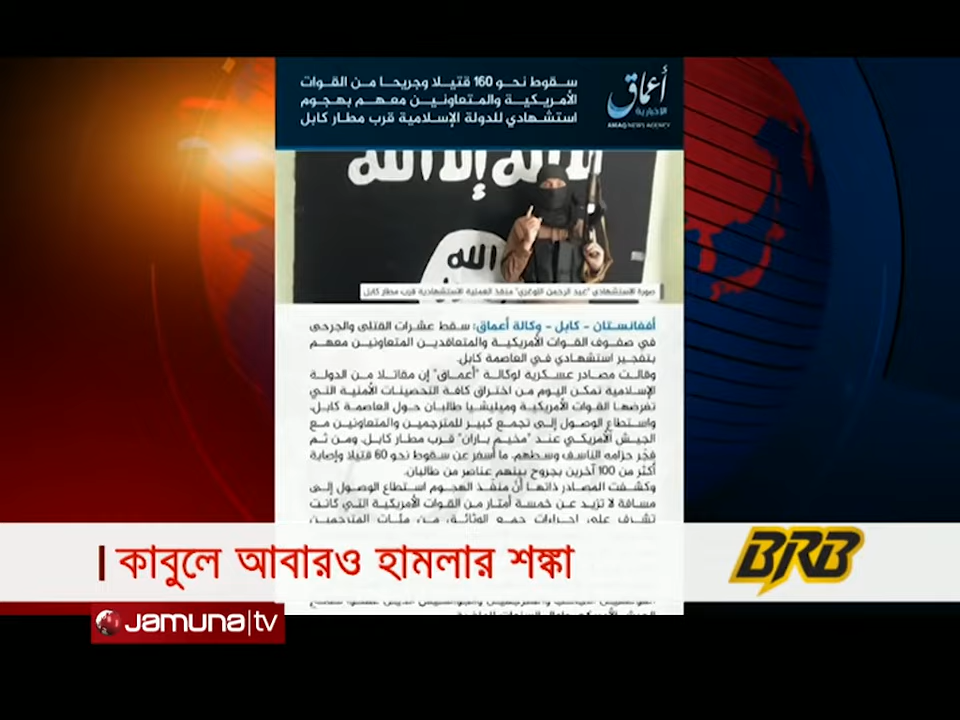 سقوط نحو 160 قتيلا وجريحا من القوات
الأمريكية والمتعاونين معهم بهجوم
استشهادي للدولة الإسلامية قرب مطار كابل
أعماق
الإخبارية
AMAQ NEWS AGENCY
لا إله إلا الله
الله
صورة الاستشهادي "عبد الرحمن اللوغري" منفذ العملية الاستشهادية قرب مطار كابل
أفغانستان - كابل - وكالة أعماق: سقط عشرات القتلى والجرحى
في صفوف القوات الأمريكية والمتعاقدين المتعاونين معهم
بتفجير استشهادي في العاصمة كابل.
وقالت مصادر عسكرية لوكالة "أعماق" إن مقاتلا من الدولة
الإسلامية تمكن اليوم من اختراق كافة التحصينات الأمنية التي
تفرضها القوات الأمريكية وميليشيا طالبان حول العاصمة كابل،
واستطاع الوصول إلى تجمع كبير للمترجمين والمتعاونين مع
الجيش الأمريكي عند "مخيم باران" قرب مطار كابل، ومن ثم
فجّر حزامه الناسف وسطهم، ما أسفر عن سقوط نحو 60 قتيلا وإصابة
أكثر من 100 آخرين بجروح بينهم عناصر من طالبان.
وكشفت المصادر ذاتها أنّ منفذ الهجوم استطاع الوصول إلى
مسافة لا تزيد عن خمسة أمتار من القوات الأمريكية التي كانت
تشرف على إجراءات جمع الوثائق من مئات المترجمين
কাবুলে আবারও হামলার শঙ্কা
BRB
JAMUNA|TV